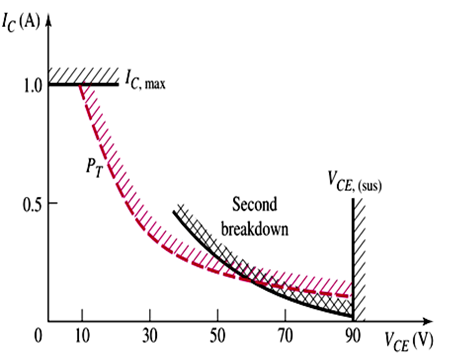 I_C (A)
1.0
I_C, max
P_T
0.5
Second
breakdown
V_CE, (sus)
0 10 30 50 70 90 V_CE (V)